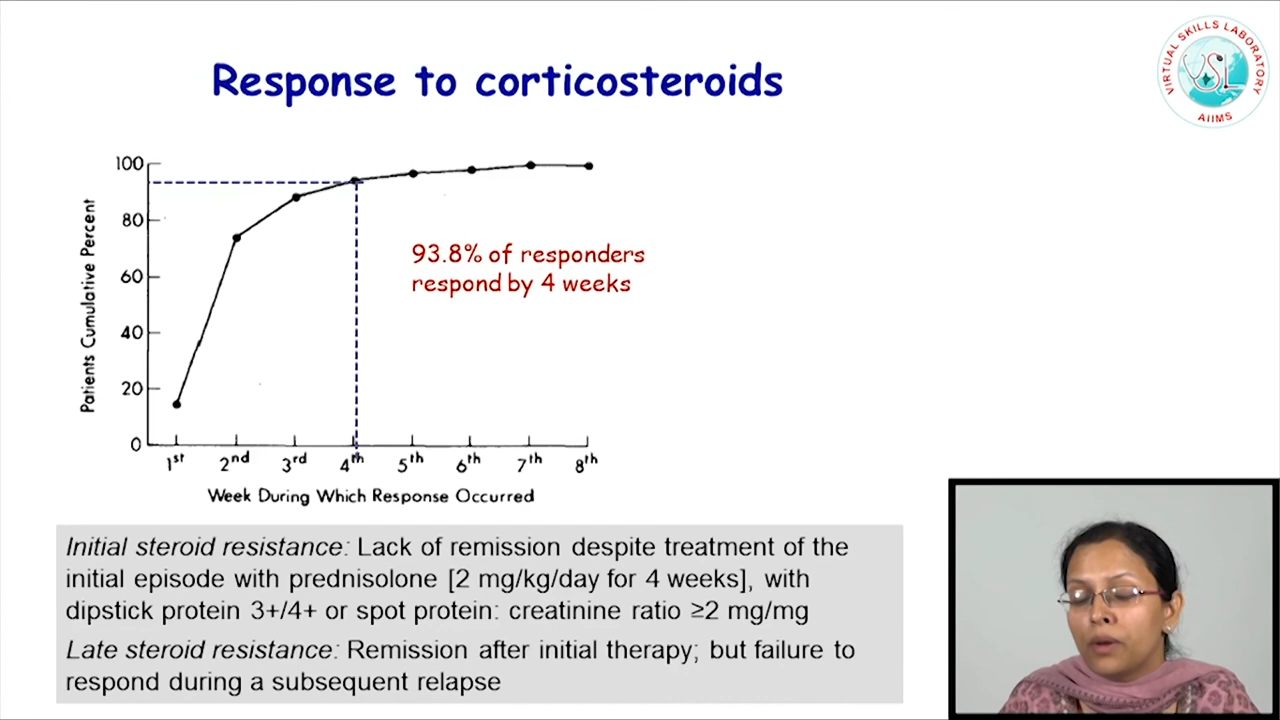 Response to corticosteroids
VIRTUAL SKILLS LABORATORY
VSL
AIIMS
100
80
60
40
20
0
Patients Cumulative Percent
93.8% of responders
respond by 4 weeks
1st 2nd 3rd 4th 5th 6th 7th 8th
Week During Which Response Occurred
Initial steroid resistance: Lack of remission despite treatment of the
initial episode with prednisolone [2 mg/kg/day for 4 weeks], with
dipstick protein 3+/4+ or spot protein: creatinine ratio ≥2 mg/mg
Late steroid resistance: Remission after initial therapy; but failure to
respond during a subsequent relapse